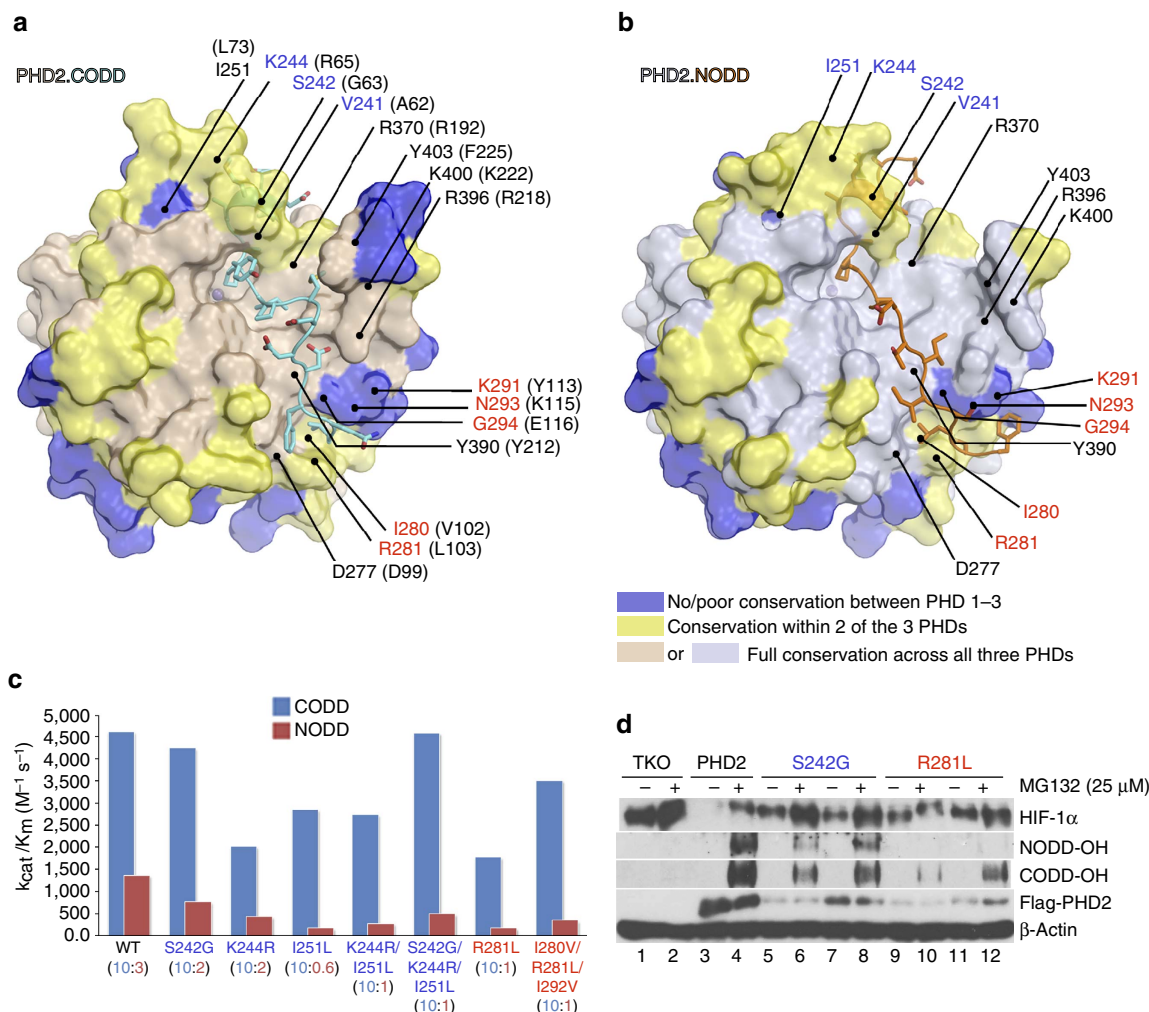 a
PHD2.CODD
(L73)
I251
K244 (R65)
S242 (G63)
V241 (A62)
R370 (R192)
Y403 (F225)
K400 (K222)
R396 (R218)
K291 (Y113)
N293 (K115)
G294 (E116)
Y390 (Y212)
I280 (V102)
R281 (L103)
D277 (D99)
b
PHD2.NODD
I251
K244
S242
V241
R370
Y403
R396
K400
K291
N293
G294
Y390
I280
R281
D277
No/poor conservation between PHD 1–3
Conservation within 2 of the 3 PHDs
or Full conservation across all three PHDs
c
CODD
NODD
kcat/Km (M⁻¹ s⁻¹)
5,000
4,500
4,000
3,500
3,000
2,500
2,000
1,500
1,000
500
0.0
WT
(10:3)
S242G
(10:2)
K244R
(10:2)
I251L
(10:0.6)
K244R/
I251L
(10:1)
S242G/
K244R/
I251L
(10:1)
R281L
(10:1)
I280V/
R281L/
I292V
(10:1)
d
TKO PHD2 S242G R281L
– + – + – + – + – + – + MG132 (25 μM)
HIF-1α
NODD-OH
CODD-OH
Flag-PHD2
β-Actin
1 2 3 4 5 6 7 8 9 10 11 12